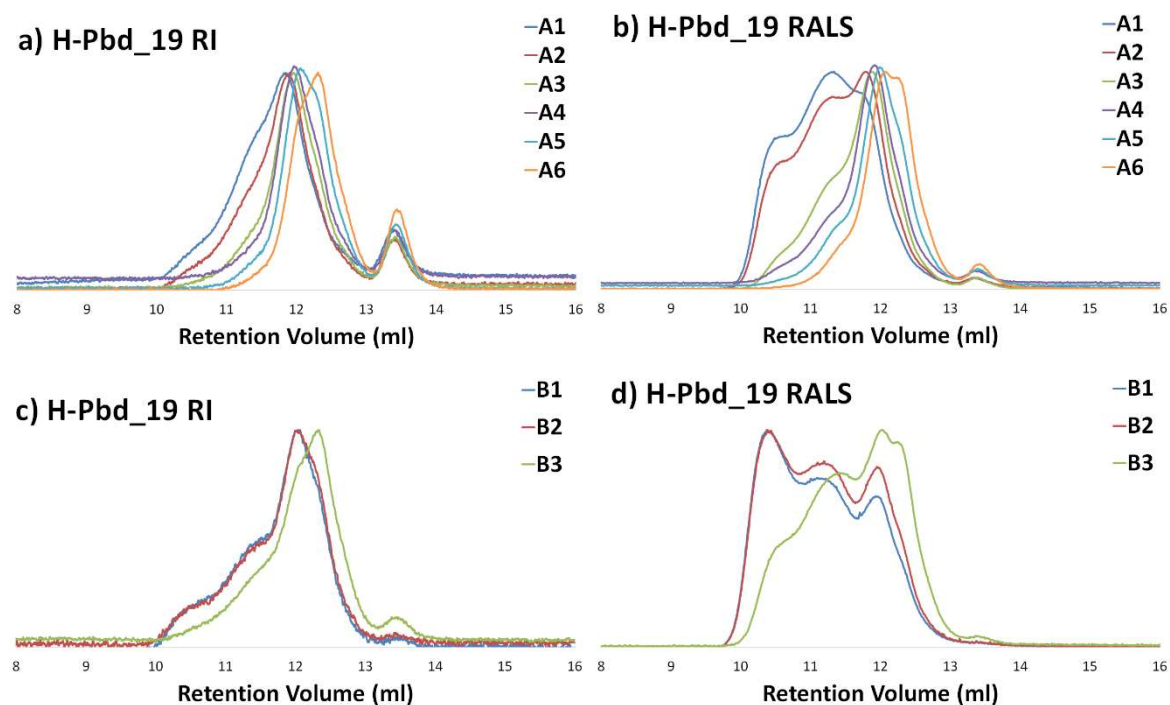 a) H-Pbd_19 RI
A1
A2
A3
A4
A5
A6
8 9 10 11 12 13 14 15 16
Retention Volume (ml)
b) H-Pbd_19 RALS
A1
A2
A3
A4
A5
A6
8 9 10 11 12 13 14 15 16
Retention Volume (ml)
c) H-Pbd_19 RI
B1
B2
B3
8 9 10 11 12 13 14 15 16
Retention Volume (ml)
d) H-Pbd_19 RALS
B1
B2
B3
8 9 10 11 12 13 14 15 16
Retention Volume (ml)